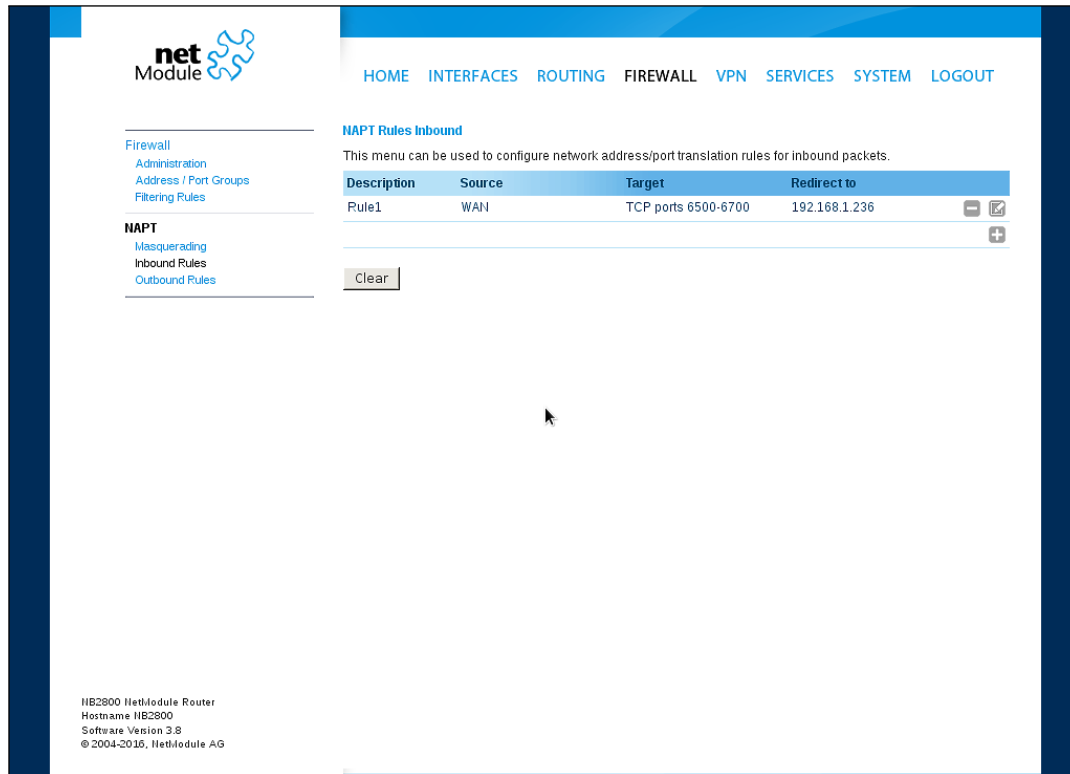 net
Module
HOME INTERFACES ROUTING FIREWALL VPN SERVICES SYSTEM LOGOUT
Firewall
Administration
Address / Port Groups
Filtering Rules
NAPT
Masquerading
Inbound Rules
Outbound Rules
NAPT Rules Inbound
This menu can be used to configure network address/port translation rules for inbound packets.
Description Source Target Redirect to
Rule1 WAN TCP ports 6500-6700 192.168.1.236
Clear
NB2800 NetModule Router
Hostname NB2800
Software Version 3.8
© 2004-2016, NetModule AG